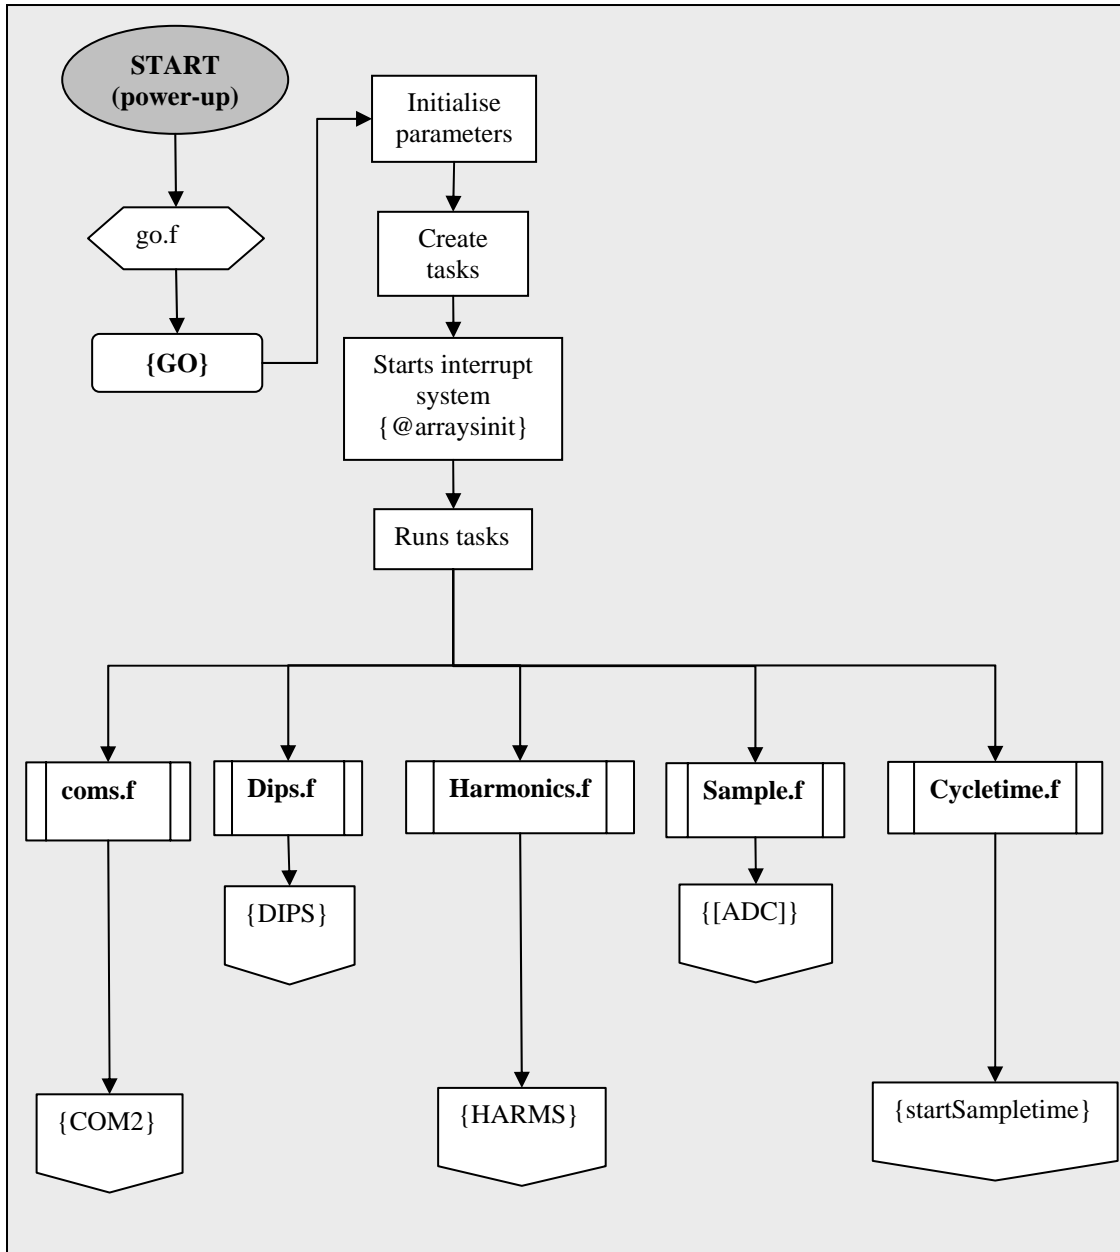 START
(power-up)
go.f
{GO}
Initialise
parameters
Create
tasks
Starts interrupt
system
{@arraysinit}
Runs tasks
coms.f
Dips.f
Harmonics.f
Sample.f
Cycletime.f
{DIPS}
{[ADC]}
{COM2}
{HARMS}
{startSampletime}